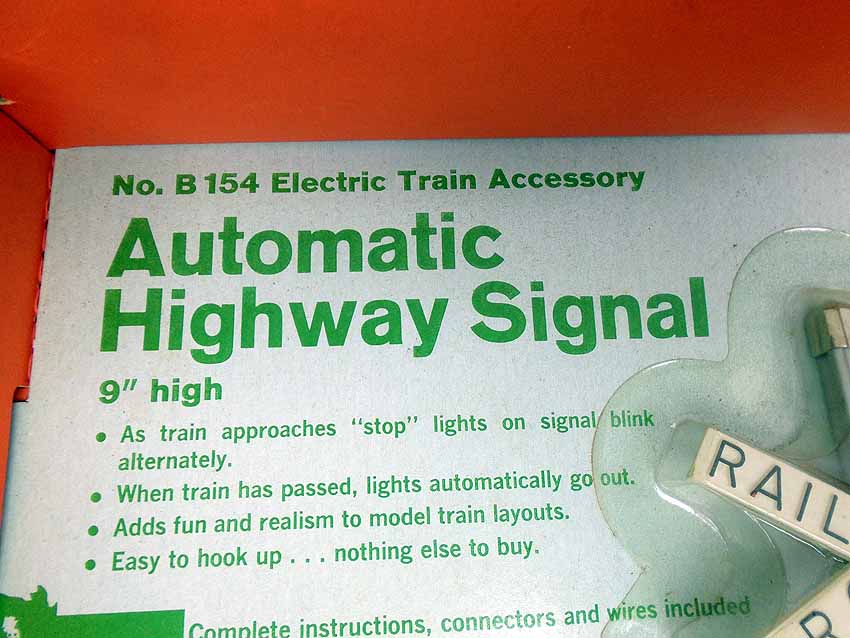 No. B 154 Electric Train Accessory
Automatic
Highway Signal
9" high
• As train approaches "stop" lights on signal blink
alternately.
• When train has passed, lights automatically go out.
• Adds fun and realism to model train layouts.
• Easy to hook up . . . nothing else to buy.
Complete instructions, connectors and wires included
RAIL